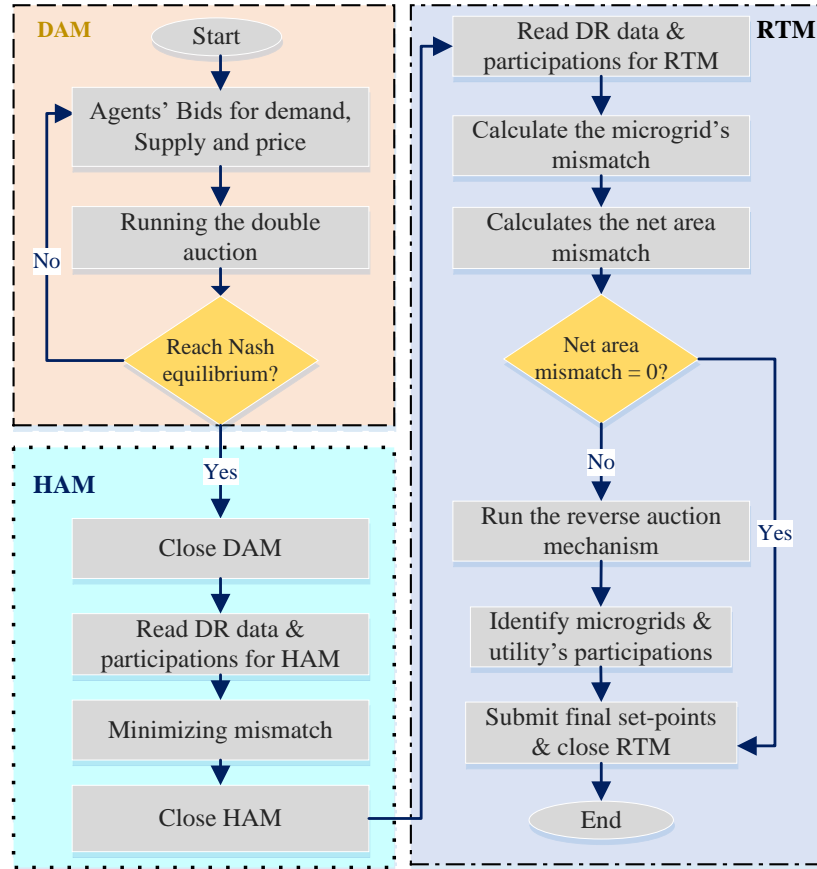 DAM
Start
Agents' Bids for demand,
Supply and price
Running the double
auction
No
Reach Nash
equilibrium?
Yes
HAM
Close DAM
Read DR data &
participations for HAM
Minimizing mismatch
Close HAM
RTM
Read DR data &
participations for RTM
Calculate the microgrid's
mismatch
Calculates the net area
mismatch
Net area
mismatch = 0?
No
Yes
Run the reverse auction
mechanism
Identify microgrids &
utility's participations
Submit final set-points
& close RTM
End